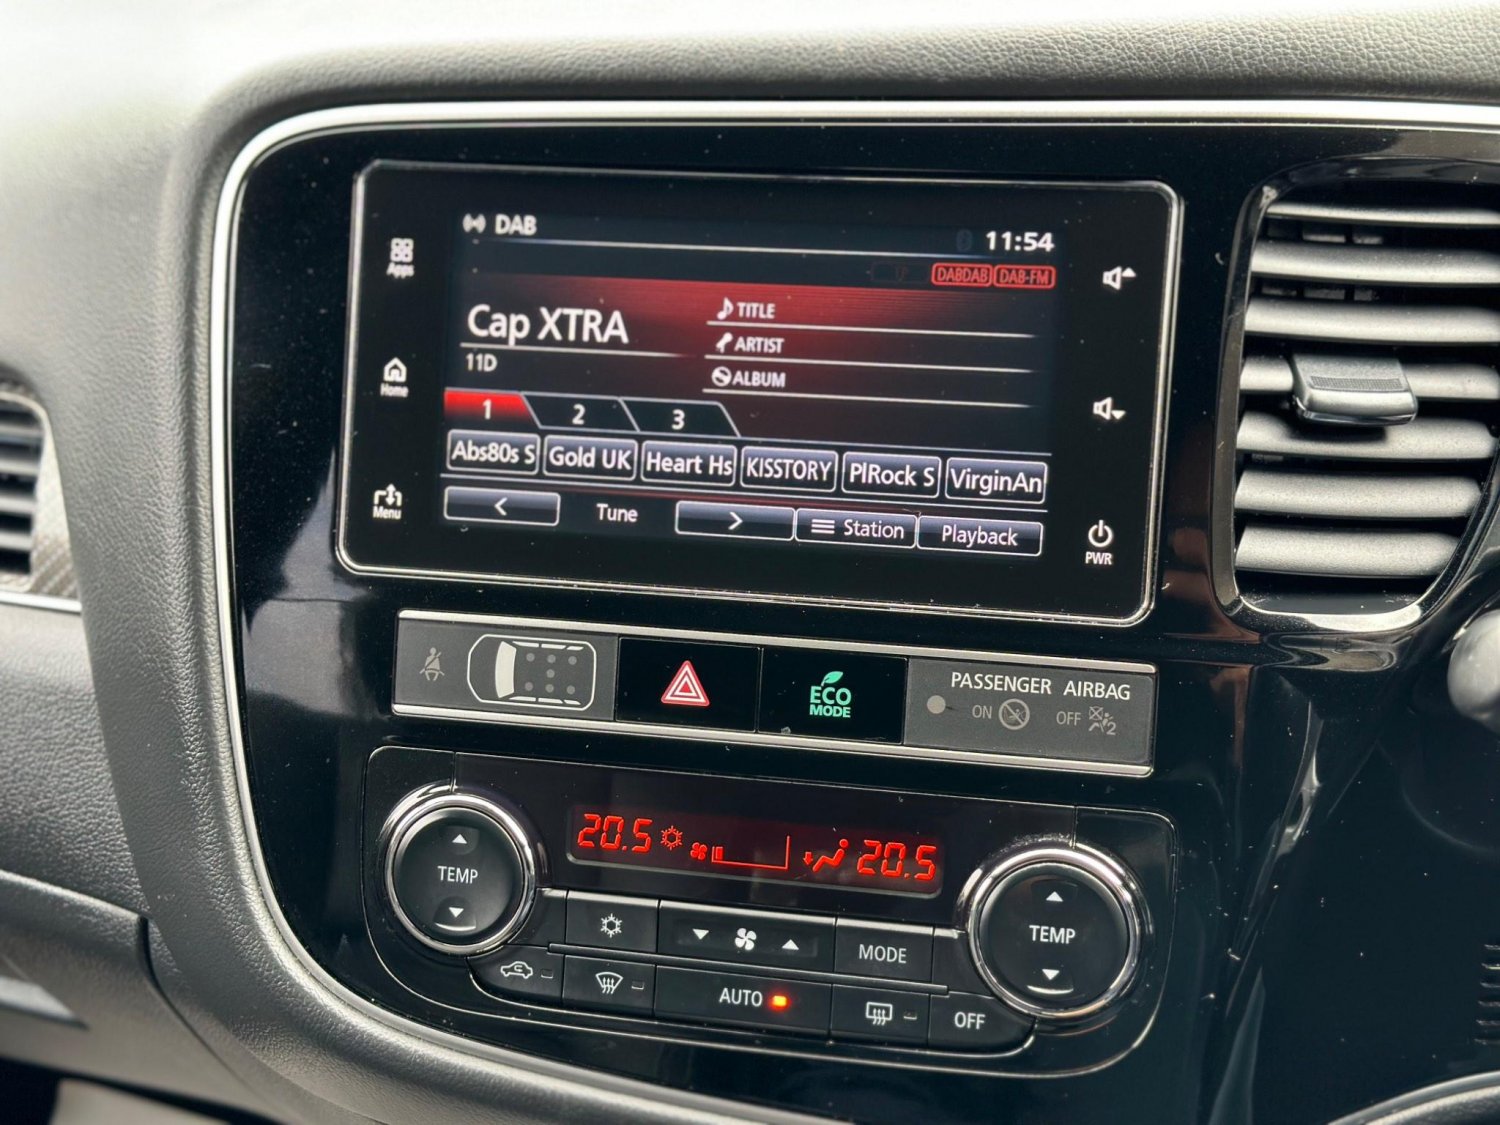 DAB
11:54
DABDAB DAB-FM
Apps
Cap XTRA
11D
TITLE
ARTIST
ALBUM
Home
1 2 3
Abs80s S Gold UK Heart Hs KISSTORY PlRock S VirginAn
Menu
< Tune > Station Playback
PWR
ECO
MODE
PASSENGER AIRBAG
ON OFF
2
20.5 20.5
TEMP
TEMP
MODE
AUTO
OFF